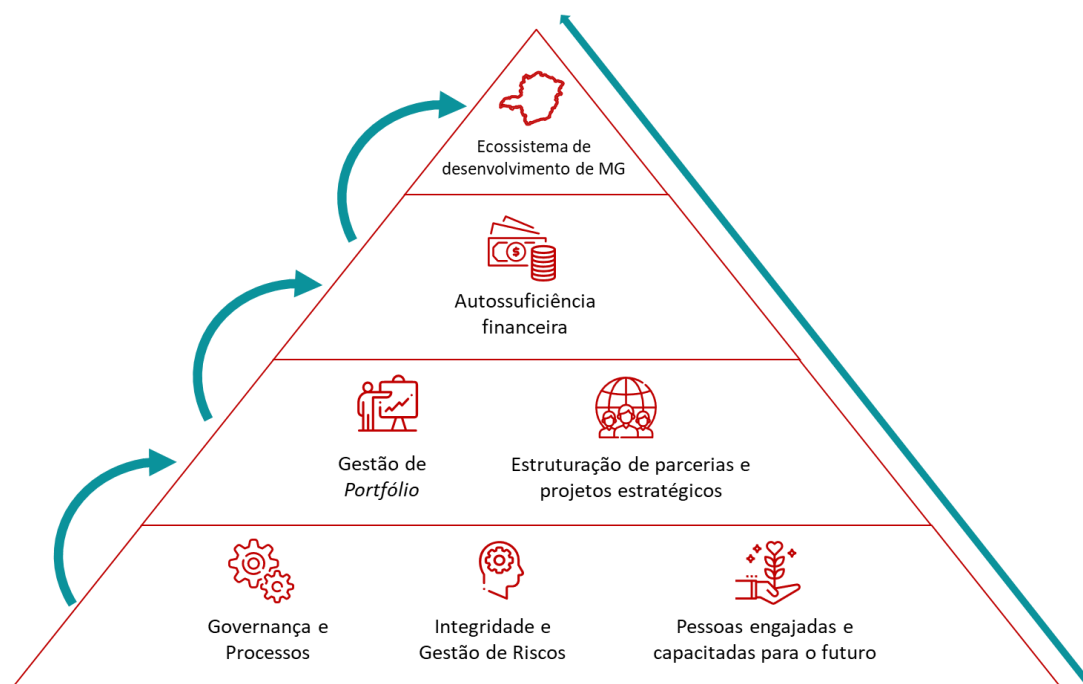 Ecossistema de
desenvolvimento de MG
$
Autossuficiência
financeira
Gestão de
Portfólio
Estruturação de parcerias e
projetos estratégicos
Governança e
Processos
Integridade e
Gestão de Riscos
Pessoas engajadas e
capacitadas para o futuro